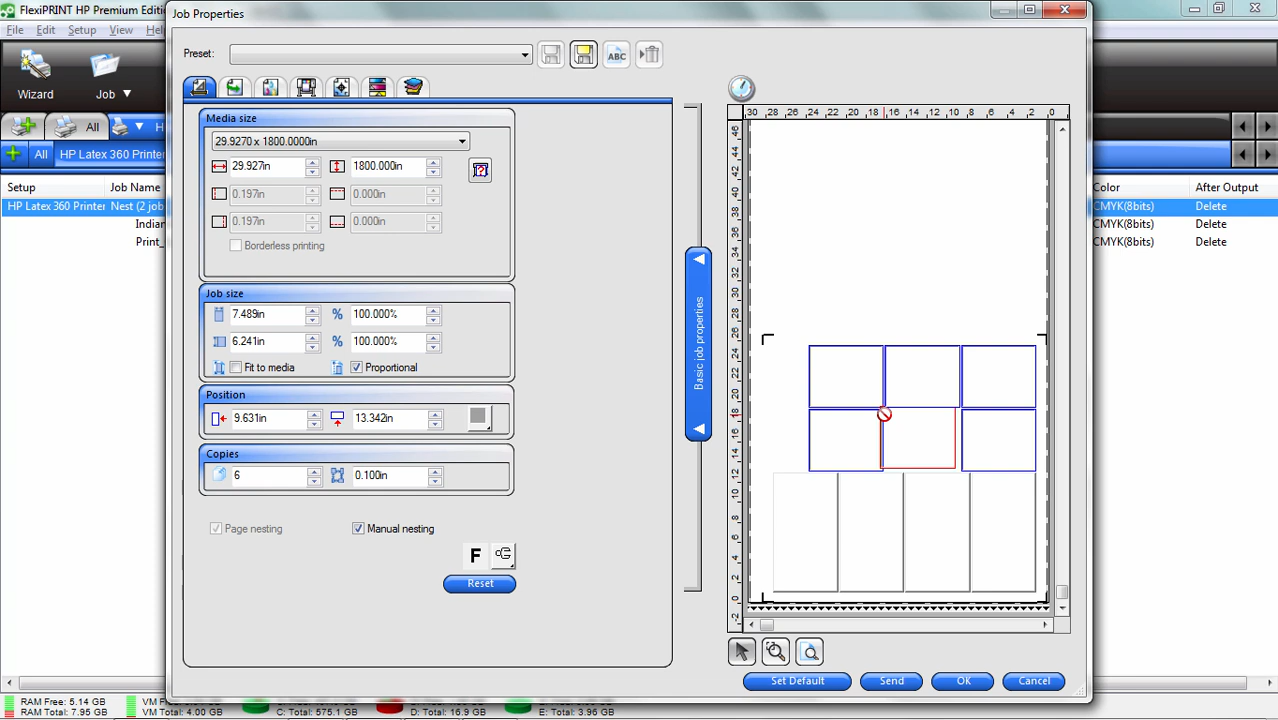 FlexiPRINT HP Premium Editi
Job Properties
File Edit Setup View He
Preset:
ABC
Wizard
Job
All
H
All HP Latex 360 Printer
Setup Job Name
Color After Output
HP Latex 360 Printer Nest (2 job
CMYK(8bits) Delete
Indian
CMYK(8bits) Delete
Print_
CMYK(8bits) Delete
Media size
29.9270 x 1800.0000in
29.927in 1800.000in
0.197in 0.000in
0.197in 0.000in
Borderless printing
Job size
7.489in % 100.000%
6.241in % 100.000%
Fit to media Proportional
Position
9.631in 13.342in
Copies
6 0.100in
Page nesting Manual nesting
F
Reset
Basic job properties
30 28 26 24 22 20 18 16 14 12 10 8 6 4 2 0
46
42
40
38
36
34
32
30
28
26
24
22
20
18
16
14
12
10
8
6
4
2
0
-2
Set Default Send OK Cancel
RAM Free: 5.14 GB VM Free:
RAM Total: 7.95 GB VM Total: 4.00 GB C: Total: 575.1 GB D: Total: 16.9 GB E: Total: 3.96 GB